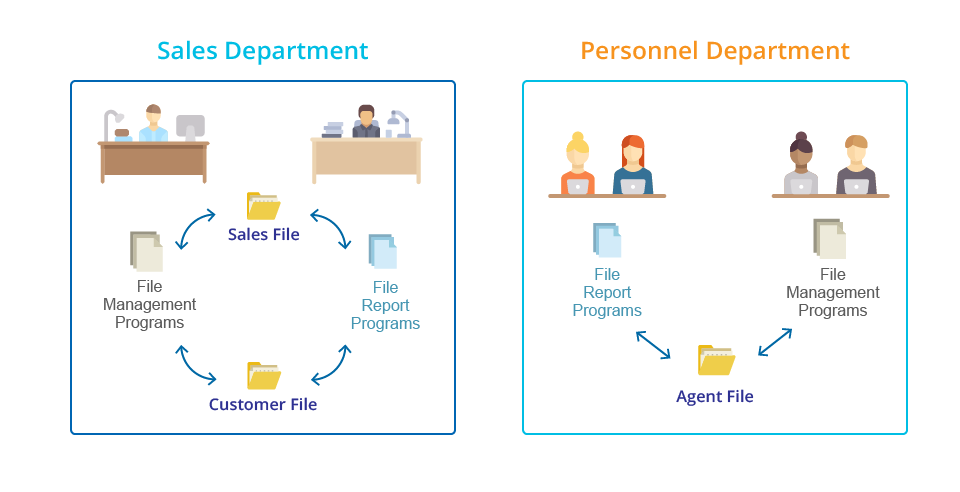 Sales Department
Personnel Department
Sales File
File
Management
Programs
File
Report
Programs
Customer File
File
Report
Programs
File
Management
Programs
Agent File